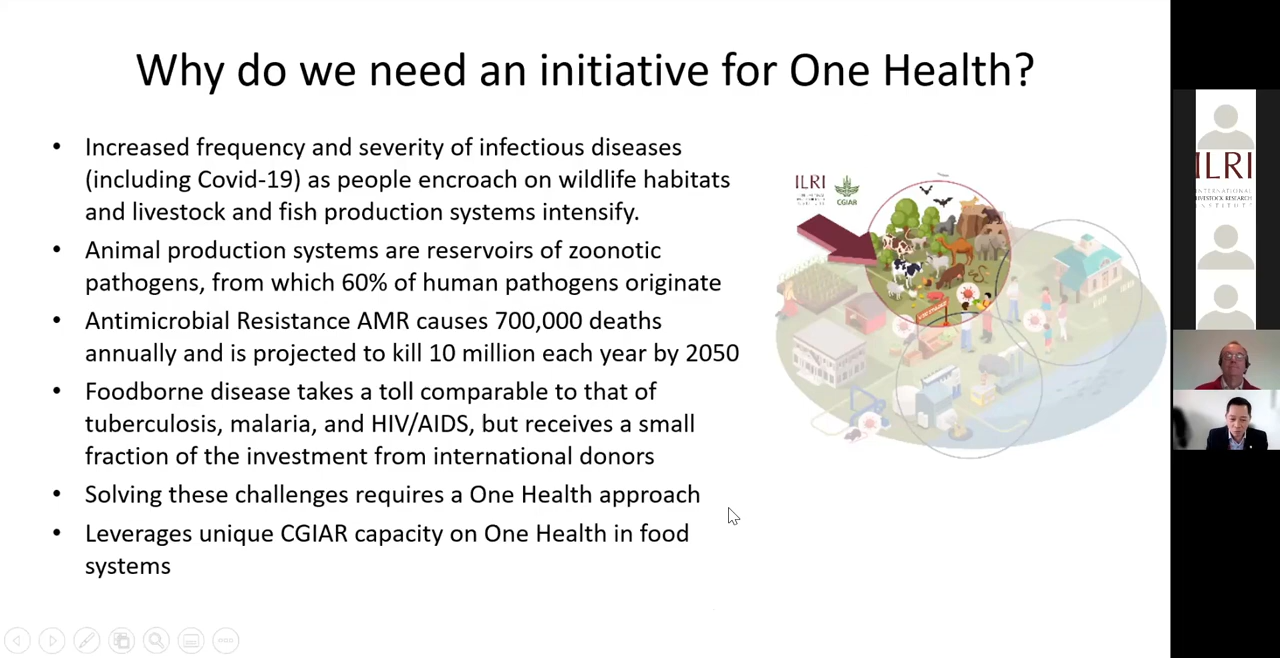 Why do we need an initiative for One Health?
• Increased frequency and severity of infectious diseases
(including Covid-19) as people encroach on wildlife habitats
and livestock and fish production systems intensify.
• Animal production systems are reservoirs of zoonotic
pathogens, from which 60% of human pathogens originate
• Antimicrobial Resistance AMR causes 700,000 deaths
annually and is projected to kill 10 million each year by 2050
• Foodborne disease takes a toll comparable to that of
tuberculosis, malaria, and HIV/AIDS, but receives a small
fraction of the investment from international donors
• Solving these challenges requires a One Health approach
• Leverages unique CGIAR capacity on One Health in food
systems
ILRI
CGIAR
ILRI
INTERNATIONAL
LIVESTOCK RESEARCH
INSTITUTE